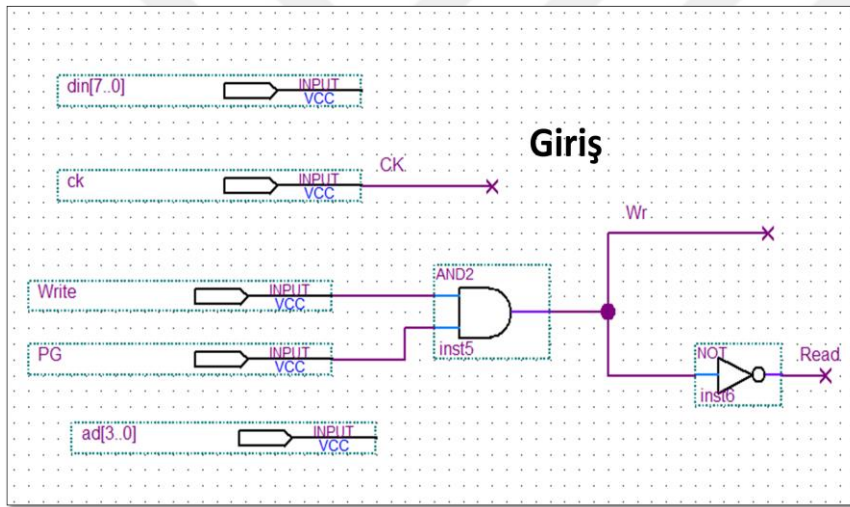 din[7..0] INPUT
VCC
Giriş
ck INPUT
VCC
CK
Wr
Write INPUT
VCC
AND2
inst5
PG INPUT
VCC
NOT
inst6
Read
ad[3..0] INPUT
VCC